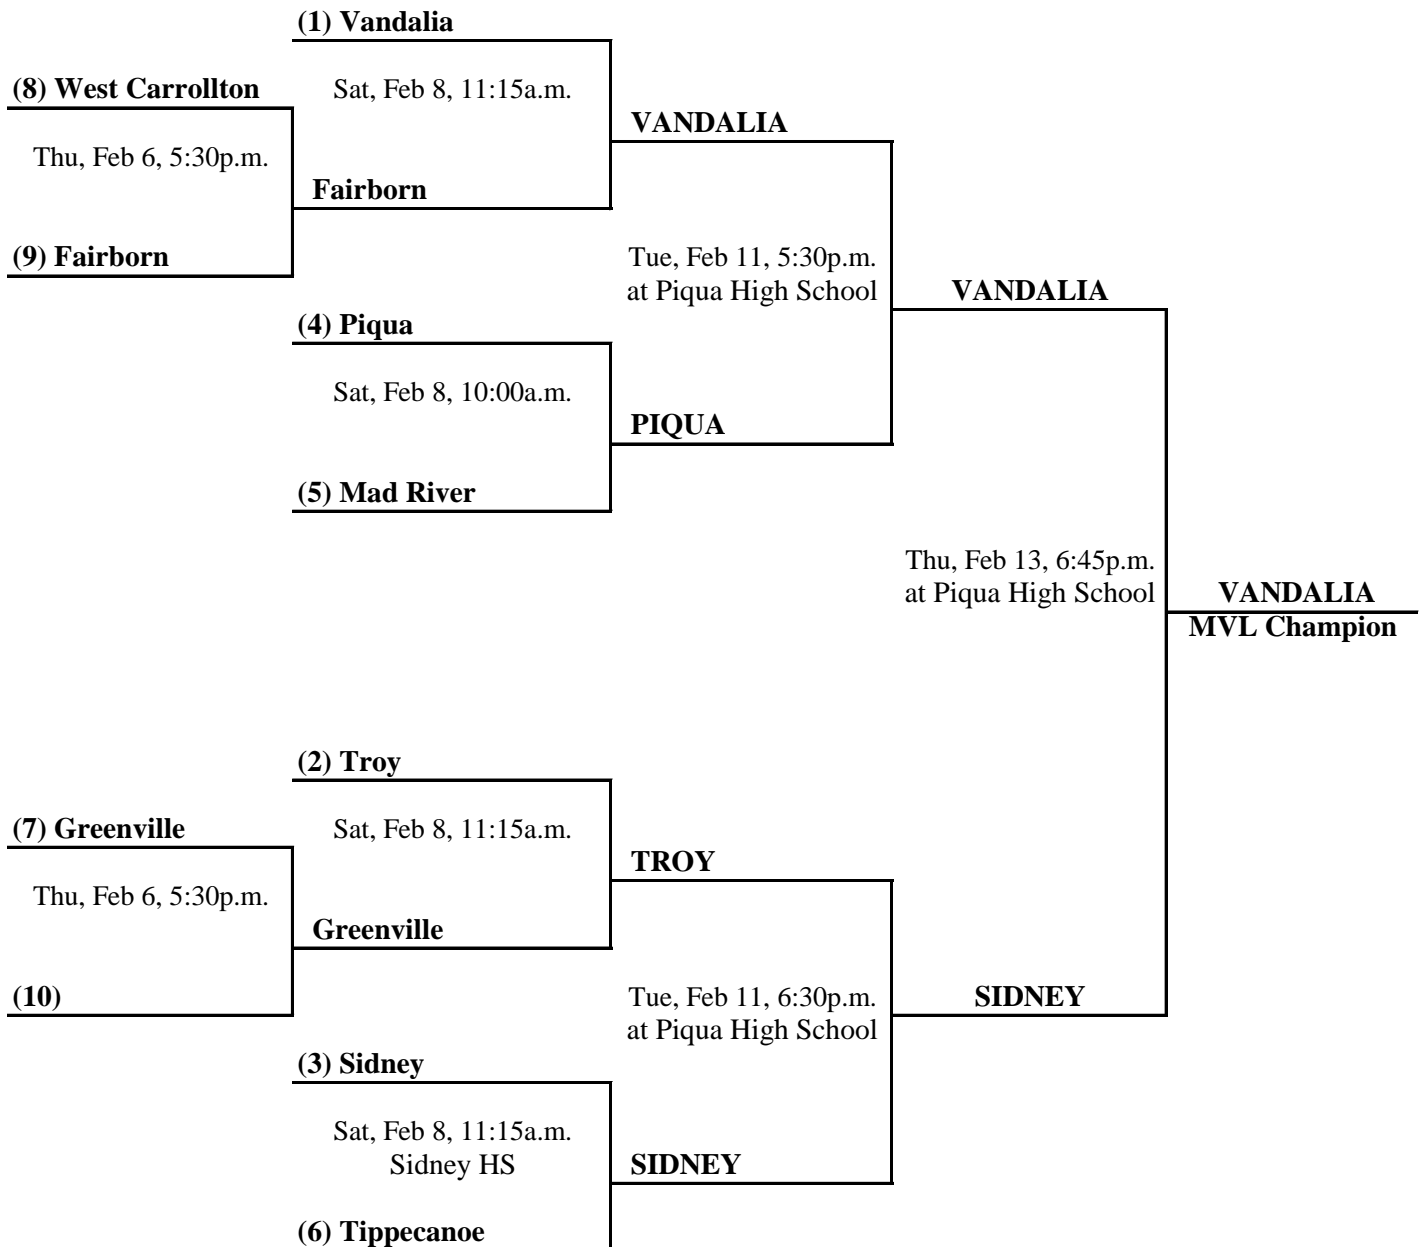 (1) Vandalia
(8) West Carrollton
Sat, Feb 8, 11:15a.m.
VANDALIA
Thu, Feb 6, 5:30p.m.
Fairborn
(9) Fairborn
Tue, Feb 11, 5:30p.m.
at Piqua High School
VANDALIA
(4) Piqua
Sat, Feb 8, 10:00a.m.
PIQUA
(5) Mad River
Thu, Feb 13, 6:45p.m.
at Piqua High School
VANDALIA
MVL Champion
(2) Troy
(7) Greenville
Sat, Feb 8, 11:15a.m.
TROY
Thu, Feb 6, 5:30p.m.
Greenville
(10)
Tue, Feb 11, 6:30p.m.
at Piqua High School
SIDNEY
(3) Sidney
Sat, Feb 8, 11:15a.m.
Sidney HS
SIDNEY
(6) Tippecanoe